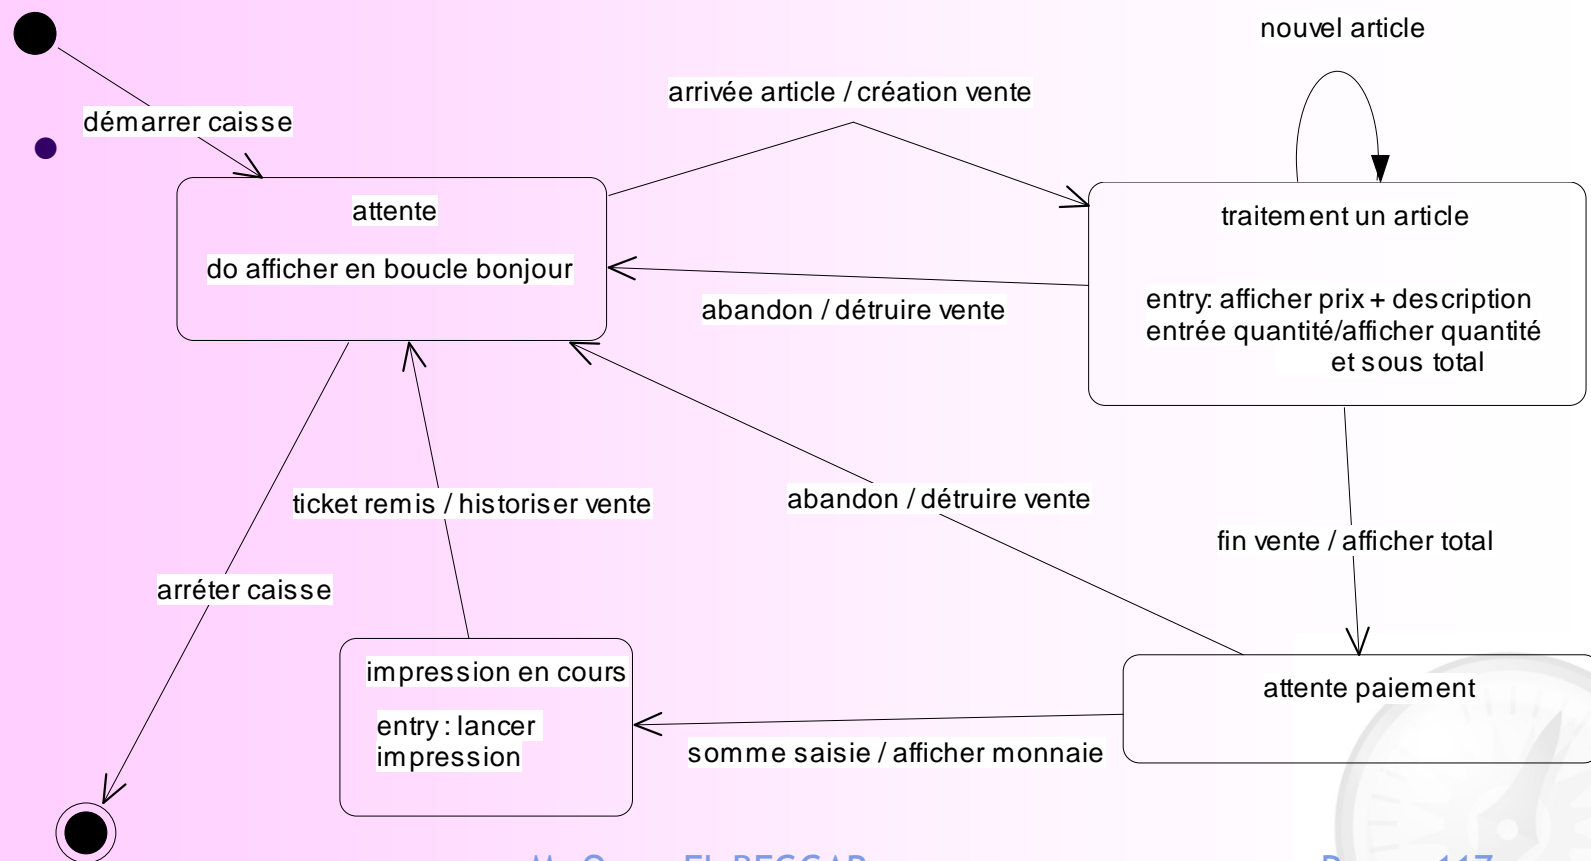 nouvel article
arrivée article / création vente
démarrer caisse
attente
do afficher en boucle bonjour
traitement un article
entry: afficher prix + description
entrée quantité/afficher quantité
et sous total
abandon / détruire vente
ticket remis / historiser vente
abandon / détruire vente
fin vente / afficher total
arréter caisse
impression en cours
entry : lancer
impression
attente paiement
somme saisie / afficher monnaie